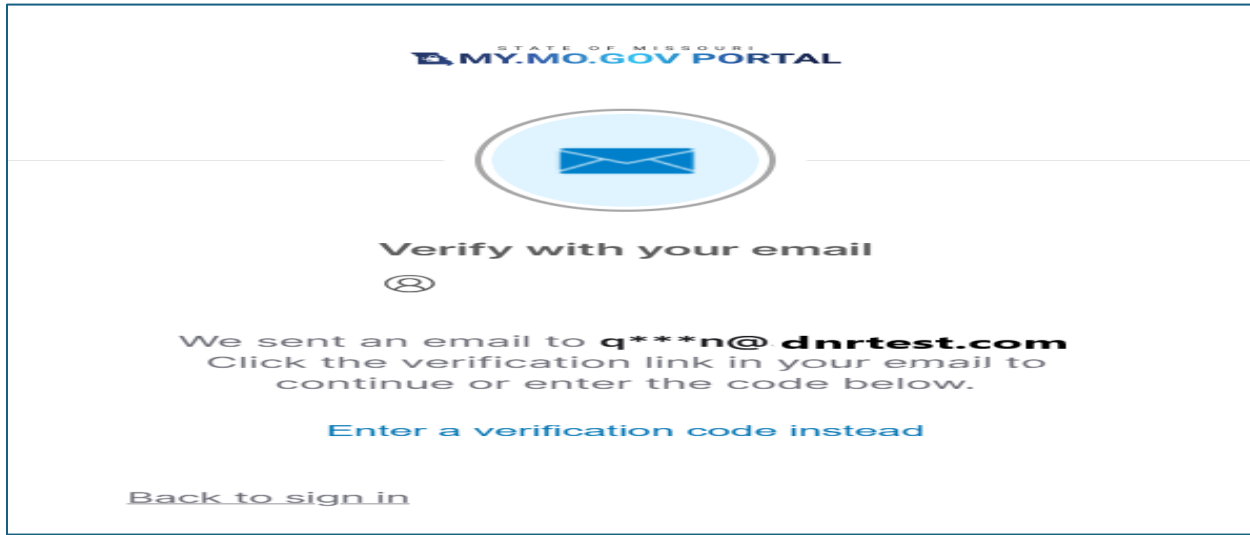 STATE OF MISSOURI
MY.MO.GOV PORTAL
Verify with your email
We sent an email to q***n@dnrtest.com
Click the verification link in your email to
continue or enter the code below.
Enter a verification code instead
Back to sign in